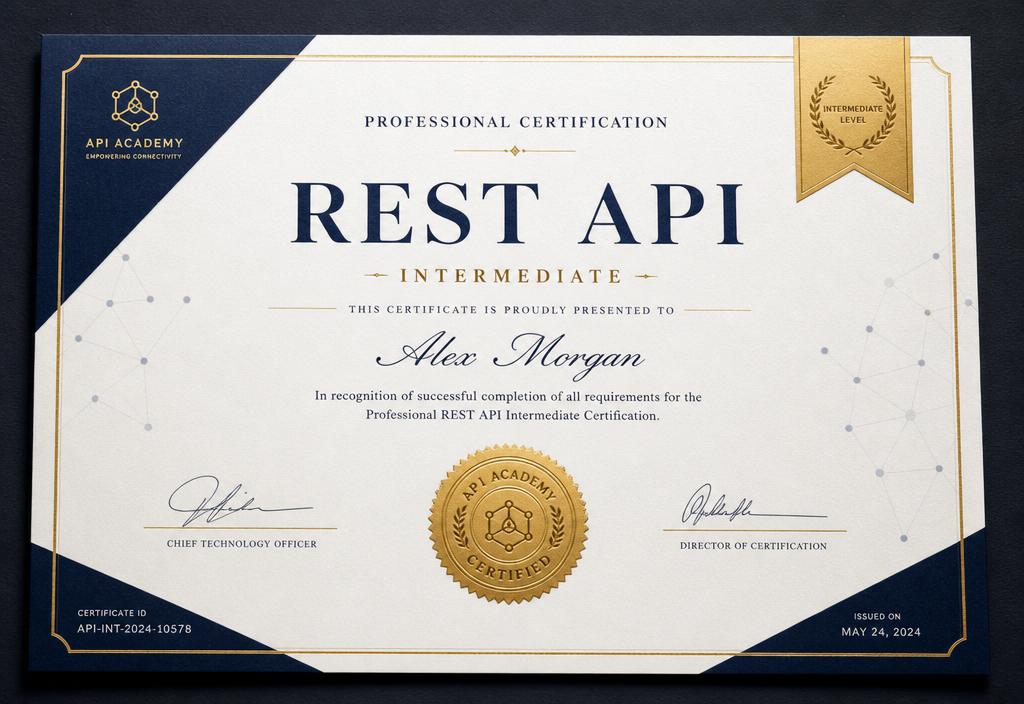 API ACADEMY
EMPOWERING CONNECTIVITY
INTERMEDIATE
LEVEL
PROFESSIONAL CERTIFICATION
REST API
INTERMEDIATE
THIS CERTIFICATE IS PROUDLY PRESENTED TO
Alex Morgan
In recognition of successful completion of all requirements for the
Professional REST API Intermediate Certification.
CHIEF TECHNOLOGY OFFICER
API ACADEMY
CERTIFIED
DIRECTOR OF CERTIFICATION
CERTIFICATE ID
API-INT-2024-10578
ISSUED ON
MAY 24, 2024